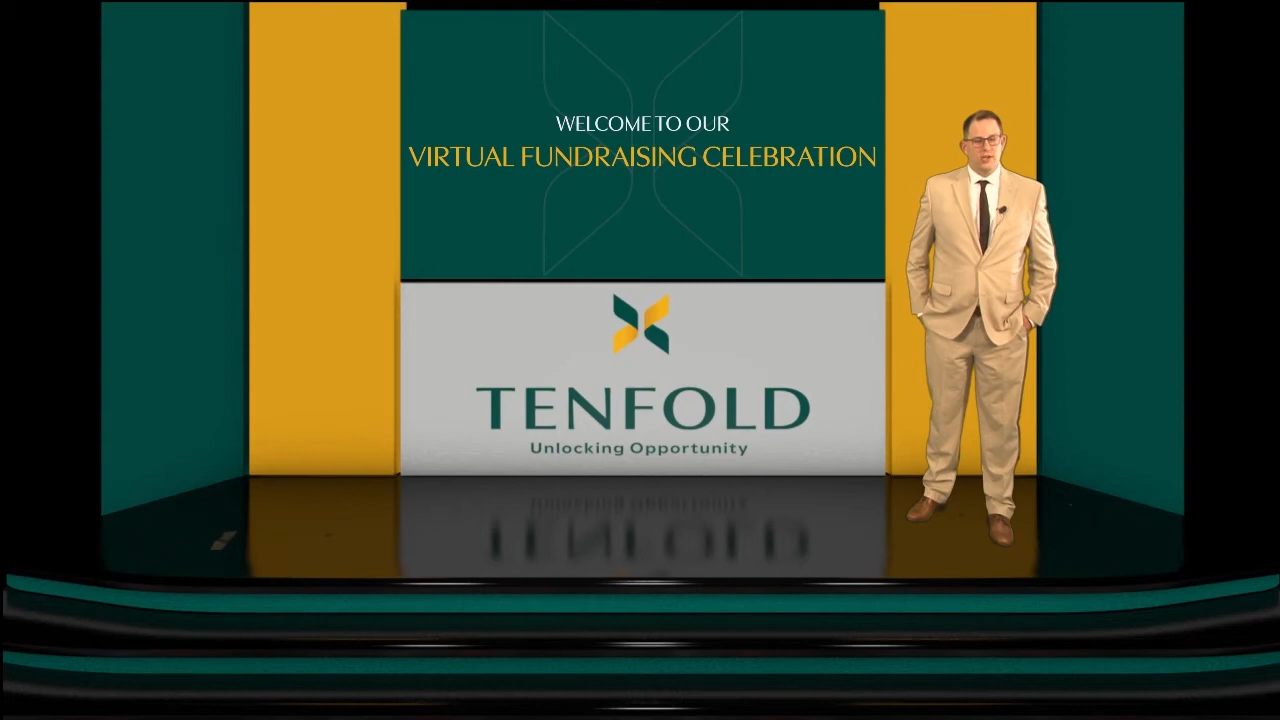 WELCOME TO OUR
VIRTUAL FUNDRAISING CELEBRATION
TENFOLD
Unlocking Opportunity